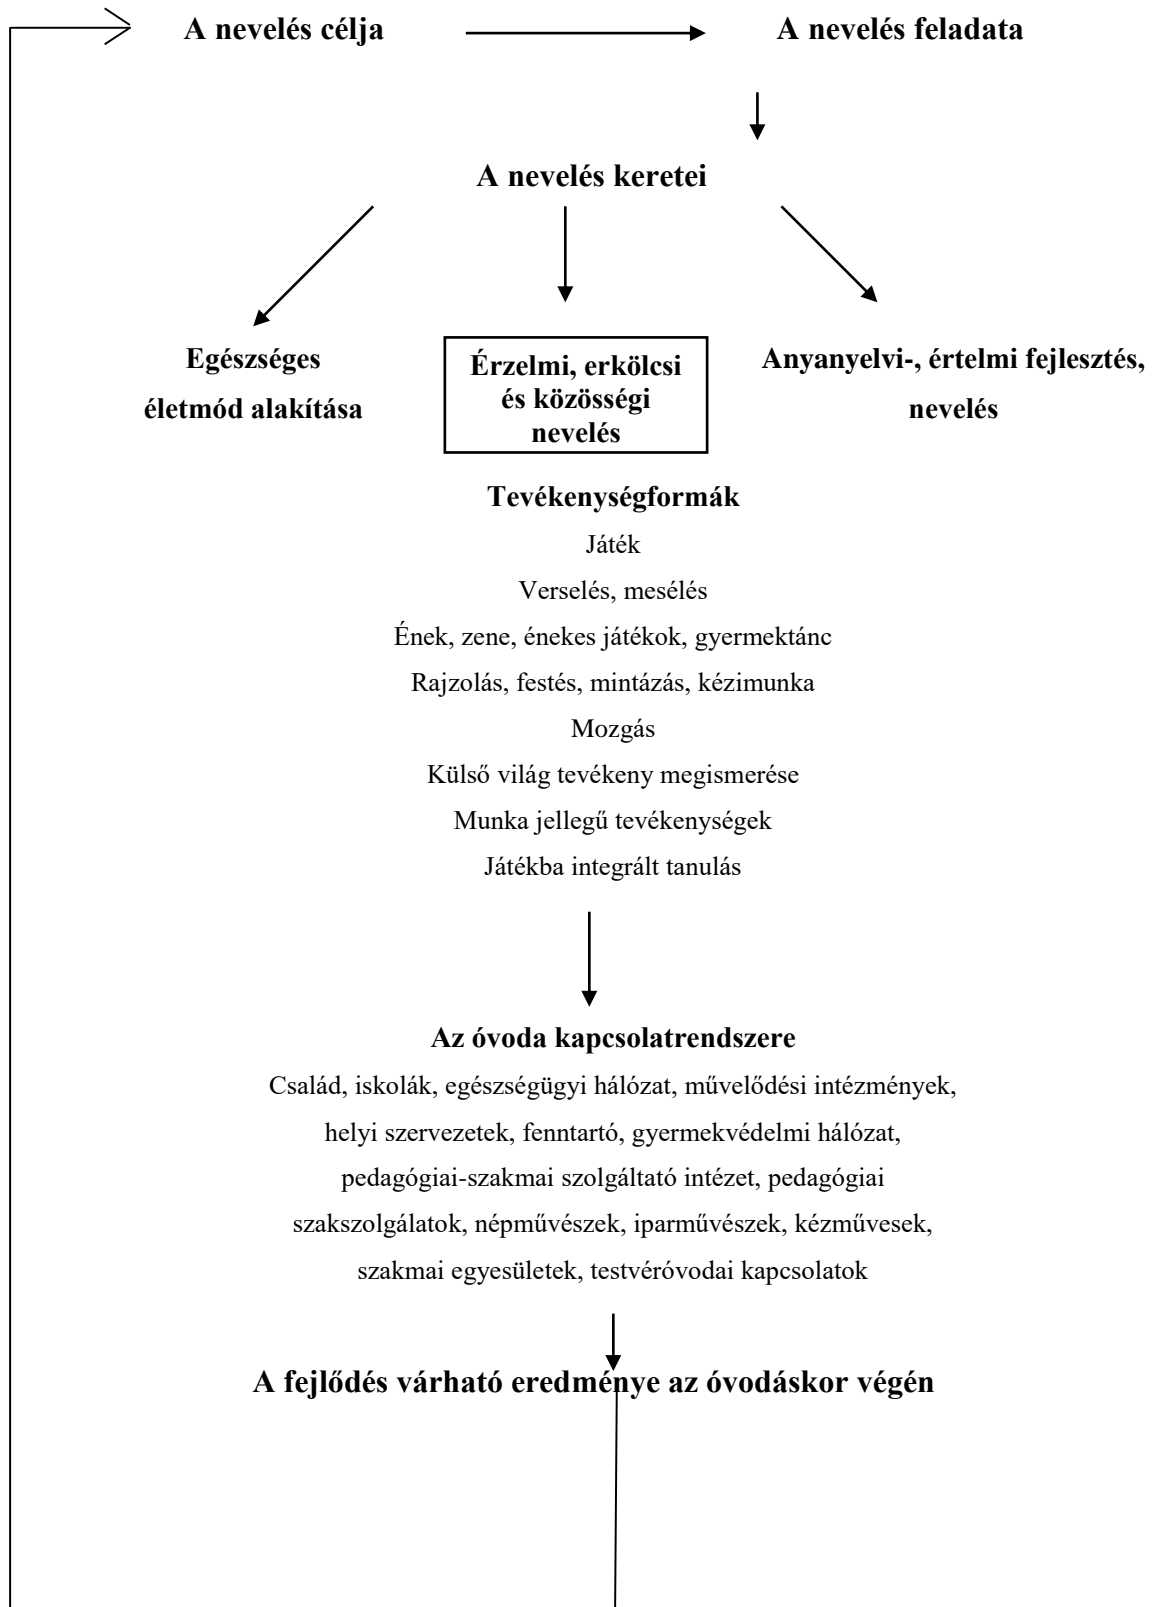 A nevelés célja
A nevelés feladata
A nevelés keretei
Egészséges
életmód alakítása
Érzelmi, erkölcsi
és közösségi
nevelés
Anyanyelvi-, értelmi fejlesztés,
nevelés
Tevékenységformák
Játék
Verselés, mesélés
Ének, zene, énekes játékok, gyermektánc
Rajzolás, festés, mintázás, kézimunka
Mozgás
Külső világ tevékeny megismerése
Munka jellegű tevékenységek
Játékba integrált tanulás
Az óvoda kapcsolatrendszere
Család, iskolák, egészségügyi hálózat, művelődési intézmények,
helyi szervezetek, fenntartó, gyermekvédelmi hálózat,
pedagógiai-szakmai szolgáltató intézet, pedagógiai
szakszolgálatok, népművészek, iparművészek, kézművesek,
szakmai egyesületek, testvéróvodai kapcsolatok
A fejlődés várható eredménye az óvodáskor végén